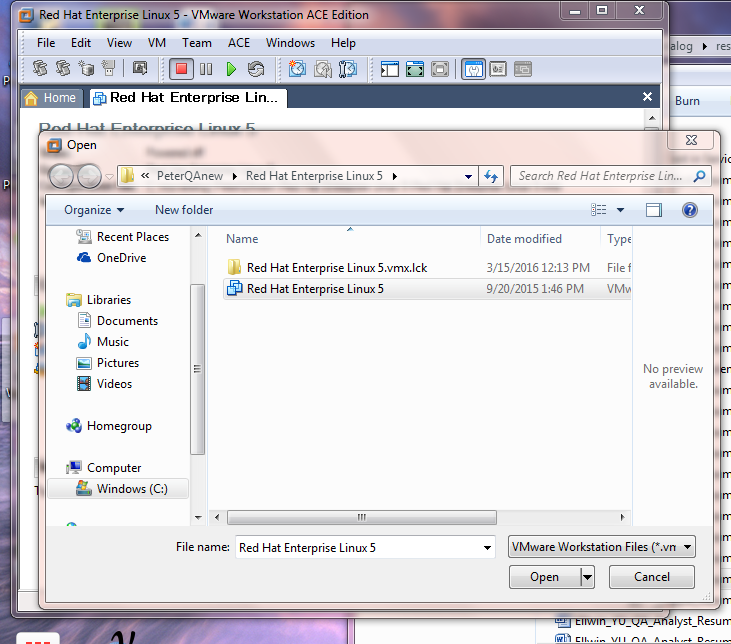 Red Hat Enterprise Linux 5 - VMware Workstation ACE Edition
File Edit View VM Team ACE Windows Help
alog res
Home Red Hat Enterprise Lin...
Burn
Red Hat Enterprise Linux 5
Open
Powered off
« PeterQAnew Red Hat Enterprise Linux 5 Search Red Hat Enterprise Lin...
Organize New folder
Recent Places
OneDrive
Libraries
Documents
Music
Pictures
Videos
Homegroup
Computer
Windows (C:)
Name Date modified Type
Red Hat Enterprise Linux 5.vmx.lck 3/15/2016 12:13 PM File f
Red Hat Enterprise Linux 5 9/20/2015 1:46 PM VMw
No preview
available.
File name: Red Hat Enterprise Linux 5 VMware Workstation Files (*.vn
Open Cancel
Ellwin_YU_QA_Analyst_Resum